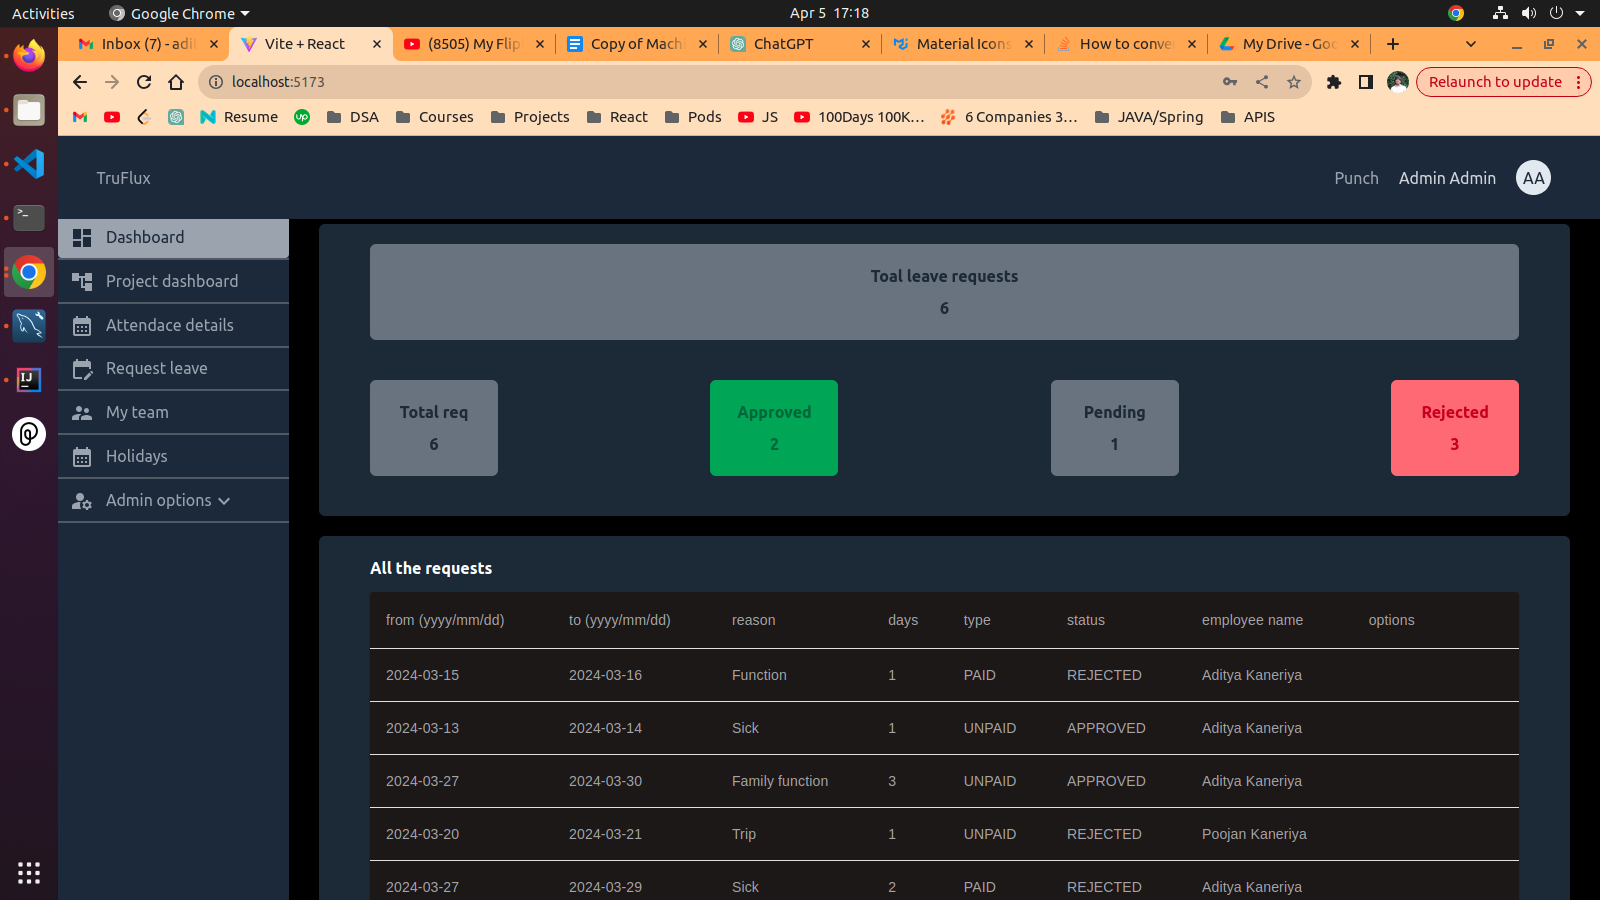 Activities Google Chrome Apr 5 17:18
Inbox (7) - adi Vite + React (8505) My Flip Copy of Mach ChatGPT Material Icons How to conve My Drive - Goo
localhost:5173 Relaunch to update
Resume up DSA Courses Projects React Pods JS 100Days 100K... 6 Companies 3... JAVA/Spring APIS
TruFlux Punch Admin Admin AA
Dashboard
Project dashboard
Attendace details
Request leave
My team
Holidays
Admin options
Toal leave requests
6
Total req Approved Pending Rejected
6 2 1 3
All the requests
from (yyyy/mm/dd) to (yyyy/mm/dd) reason days type status employee name options
2024-03-15 2024-03-16 Function 1 PAID REJECTED Aditya Kaneriya
2024-03-13 2024-03-14 Sick 1 UNPAID APPROVED Aditya Kaneriya
2024-03-27 2024-03-30 Family function 3 UNPAID APPROVED Aditya Kaneriya
2024-03-20 2024-03-21 Trip 1 UNPAID REJECTED Poojan Kaneriya
2024-03-27 2024-03-29 Sick 2 PAID REJECTED Aditya Kaneriya